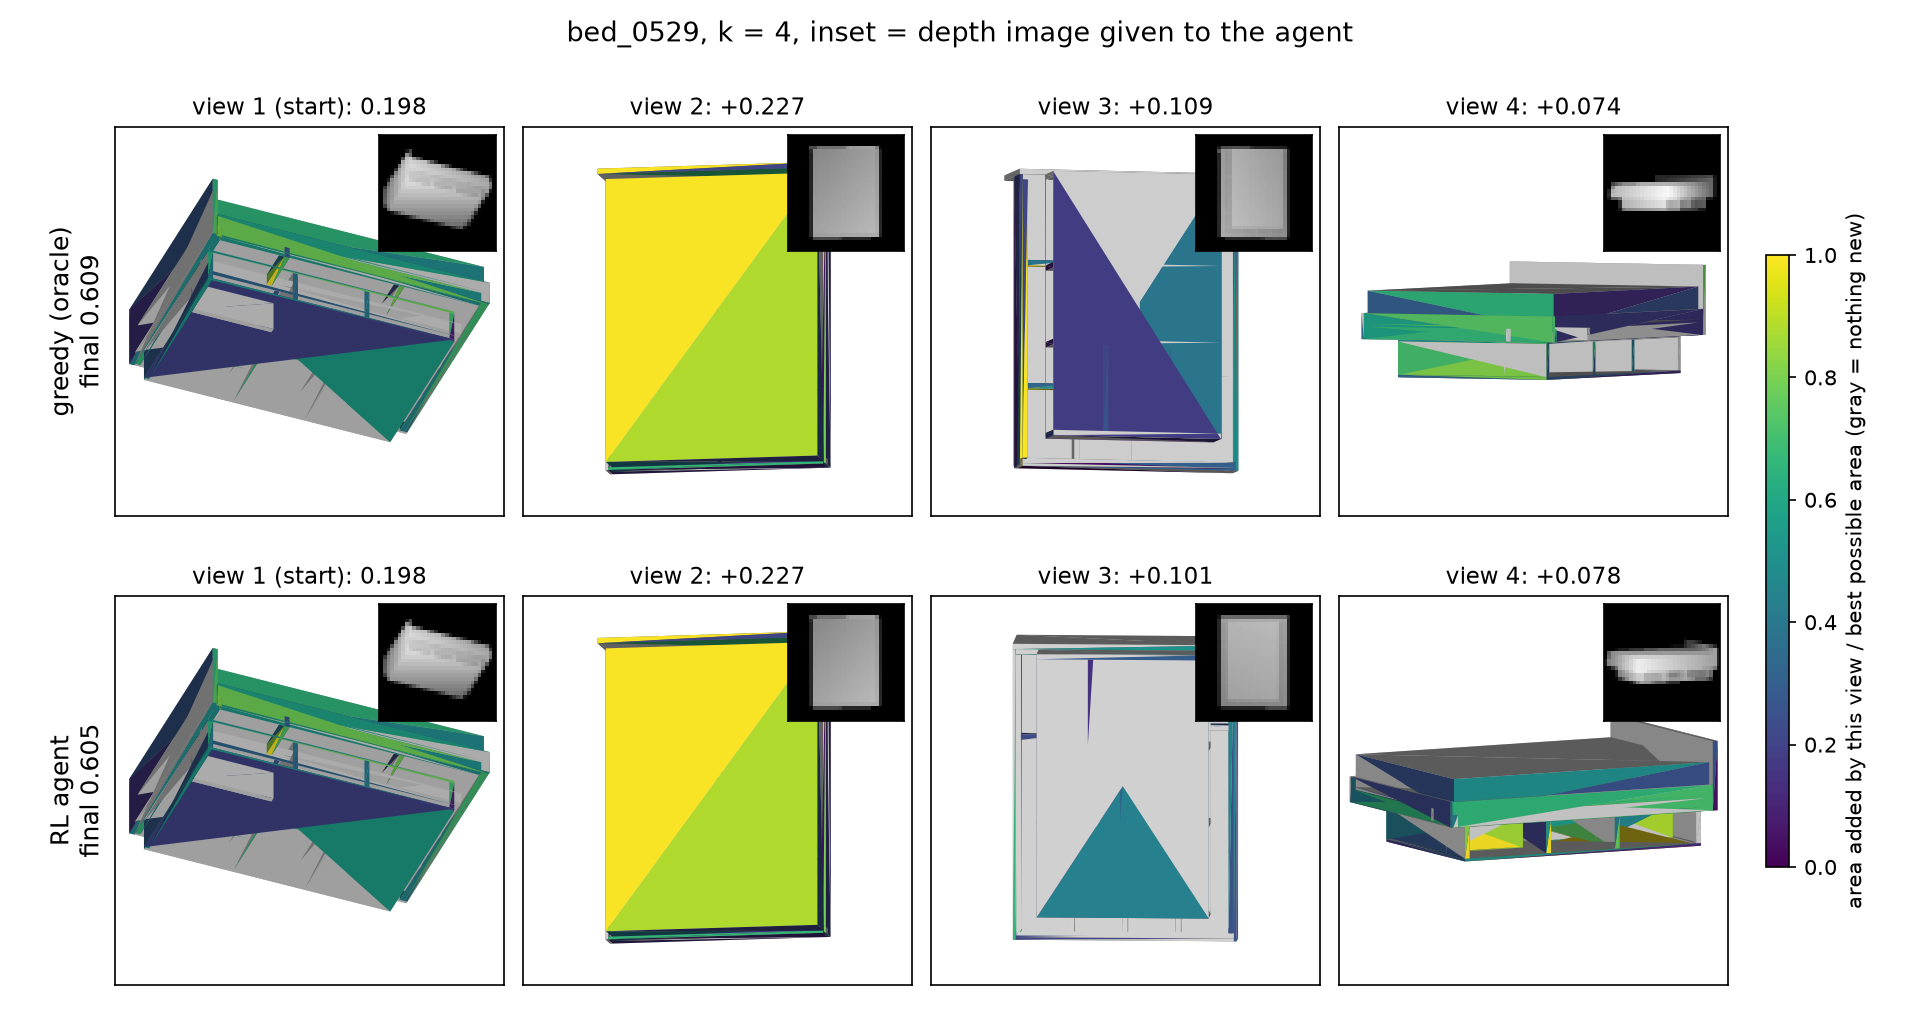 bed_0529, k = 4, inset = depth image given to the agent
view 1 (start): 0.198
view 2: +0.227
view 3: +0.109
view 4: +0.074
greedy (oracle)
final 0.609
view 1 (start): 0.198
view 2: +0.227
view 3: +0.101
view 4: +0.078
RL agent
final 0.605
1.0
0.8
0.6
0.4
0.2
0.0
area added by this view / best possible area (gray = nothing new)